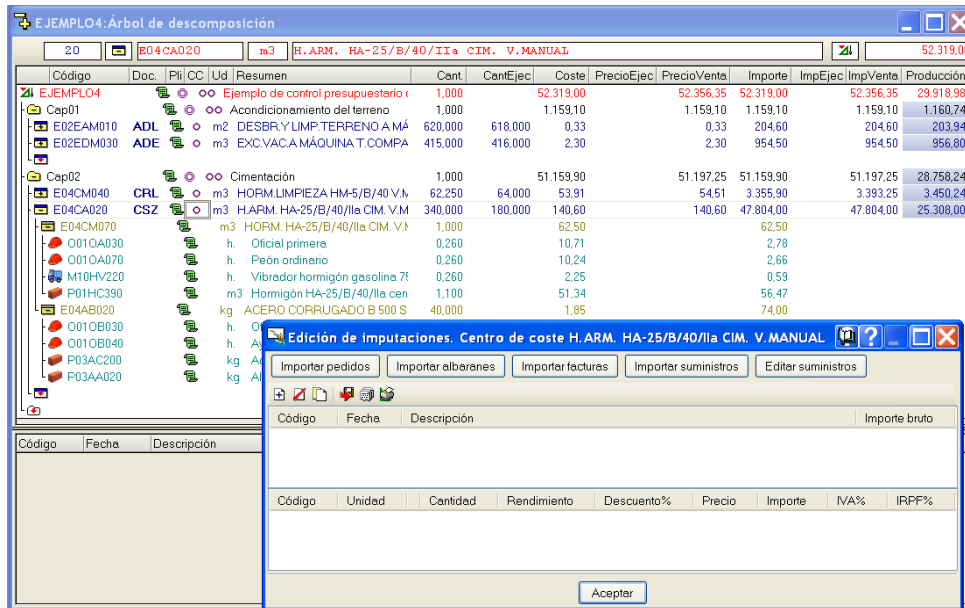 EJEMPLO4:Árbol de descomposición
20 E04CA020 m3 H.ARM. HA-25/B/40/IIa CIM. V.MANUAL 52.319,0
Código Doc. Pli CC Ud Resumen Cant. CantEjec Coste PrecioEjec PrecioVenta Importe ImpEjec ImpVenta Producción
EJEMPLO4 Ejemplo de control presupuestario 1,000 52.319,00 52.356,35 52.319,00 52.356,35 29.918,98
Cap01 Acondicionamiento del terreno 1,000 1.159,10 1.159,10 1.159,10 1.159,10 1.160,74
E02EAM010 ADL m2 DESBR.Y LIMP.TERRENO A MÁ 620,000 618,000 0,33 0,33 204,60 204,60 203,94
E02EDM030 ADE m3 EXC.VAC.A MÁQUINA T.COMPA 415,000 416,000 2,30 2,30 954,50 954,50 956,80
Cap02 Cimentación 1,000 51.159,90 51.197,25 51.159,90 51.197,25 28.758,24
E04CM040 CRL m3 HORM.LIMPIEZA HM-5/B/40 V.M 62,250 64,000 53,91 54,51 3.355,90 3.393,25 3.450,24
E04CA020 CSZ m3 H.ARM. HA-25/B/40/IIa CIM. V.M 340,000 180,000 140,60 140,60 47.804,00 47.804,00 25.308,00
E04CM070 m3 HORM. HA-25/B/40/IIa CIM. V.M 1,000 62,50 62,50
O01OA030 h. Oficial primera 0,260 10,71 2,78
O01OA070 h. Peón ordinario 0,260 10,24 2,66
M10HV220 h. Vibrador hormigón gasolina 75 0,260 2,25 0,59
P01HC390 m3 Hormigón HA-25/B/40/IIa cen 1,100 51,34 56,47
E04AB020 kg ACERO CORRUGADO B 500 S 40,000 1,85 74,00
O01OB030 h. Of
O01OB040 h. Ay
P03AC200 kg Ac
P03AA020 kg Al
Código Fecha Descripción
Edición de imputaciones. Centro de coste H.ARM. HA-25/B/40/IIa CIM. V.MANUAL
Importar pedidos Importar albaranes Importar facturas Importar suministros Editar suministros
Código Fecha Descripción Importe bruto
Código Unidad Cantidad Rendimiento Descuento% Precio Importe IVA% IRPF%
Aceptar